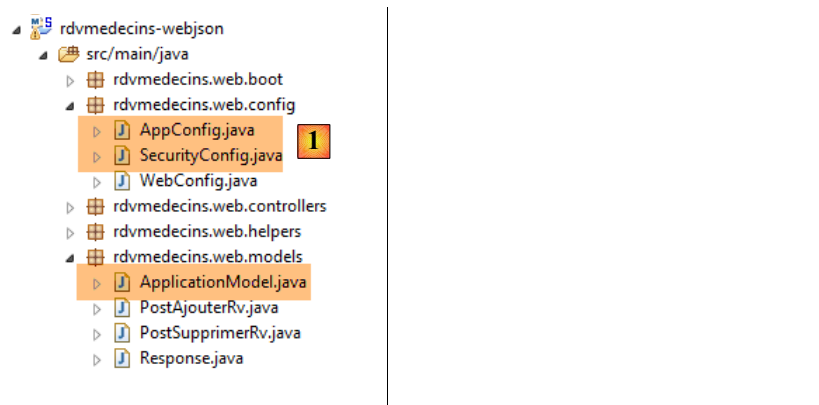 rdvmedecins-webjson
src/main/java
rdvmedecins.web.boot
rdvmedecins.web.config
AppConfig.java
SecurityConfig.java
1
WebConfig.java
rdvmedecins.web.controllers
rdvmedecins.web.helpers
rdvmedecins.web.models
ApplicationModel.java
PostAjouterRv.java
PostSupprimerRv.java
Response.java